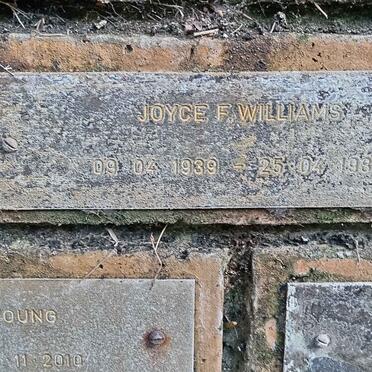 JOYCE F. WILLIAMS
09 04 1939 - 25 04
OUNG
11 2010